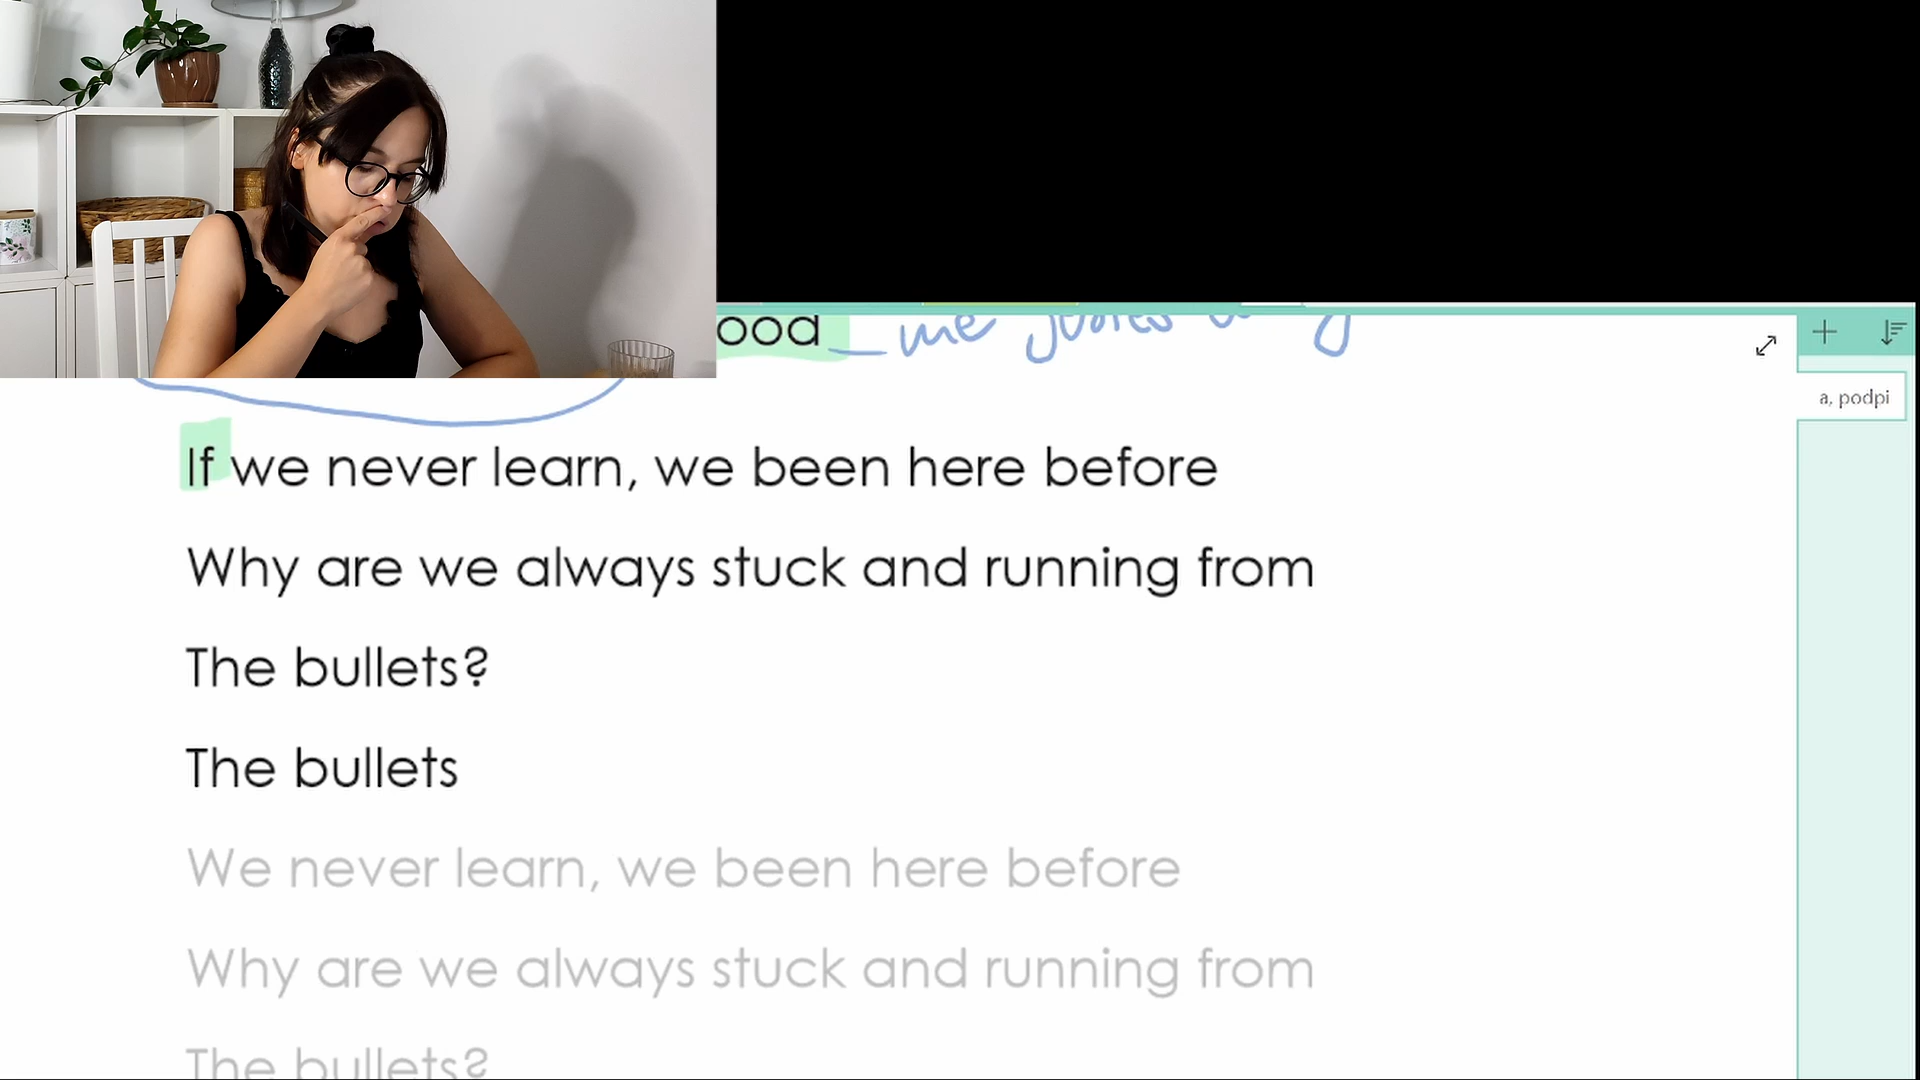 ood me
a, podpi
If we never learn, we been here before
Why are we always stuck and running from
The bullets?
The bullets
We never learn, we been here before
Why are we always stuck and running from
The bullets?